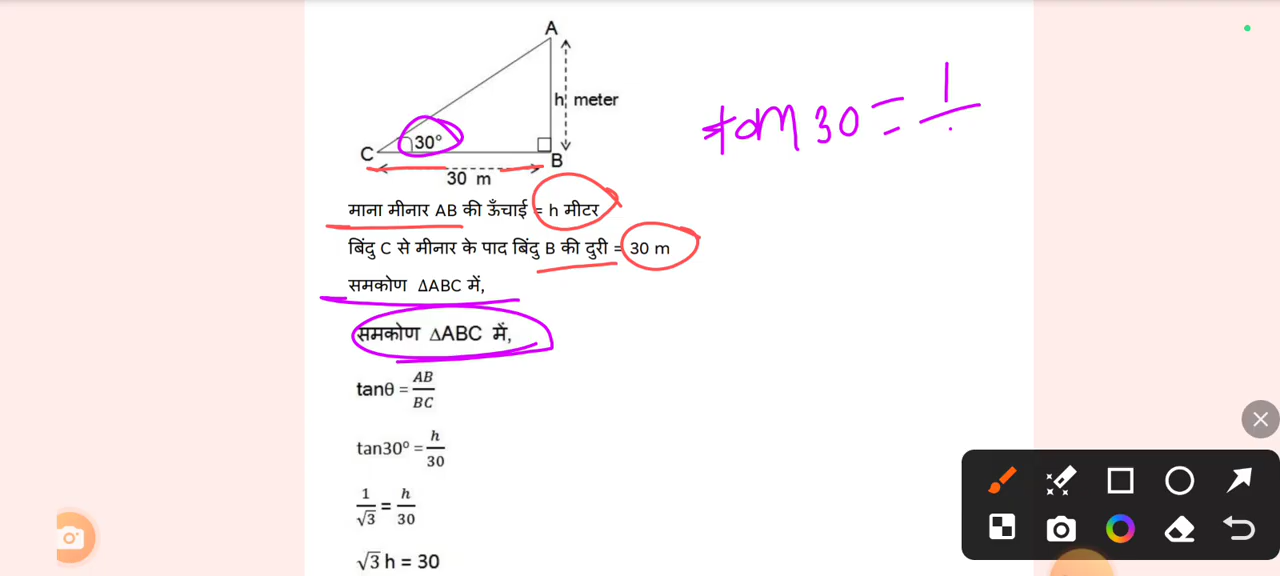 A
h meter
30°
C
B
30 m
tan 30 = 1
माना मीनार AB की ऊँचाई = h मीटर
बिंदु C से मीनार के पाद बिंदु B की दुरी = 30 m
समकोण ΔABC में,
समकोण ΔABC में,
tanθ = AB/BC
tan30° = h/30
1/√3 = h/30
√3 h = 30